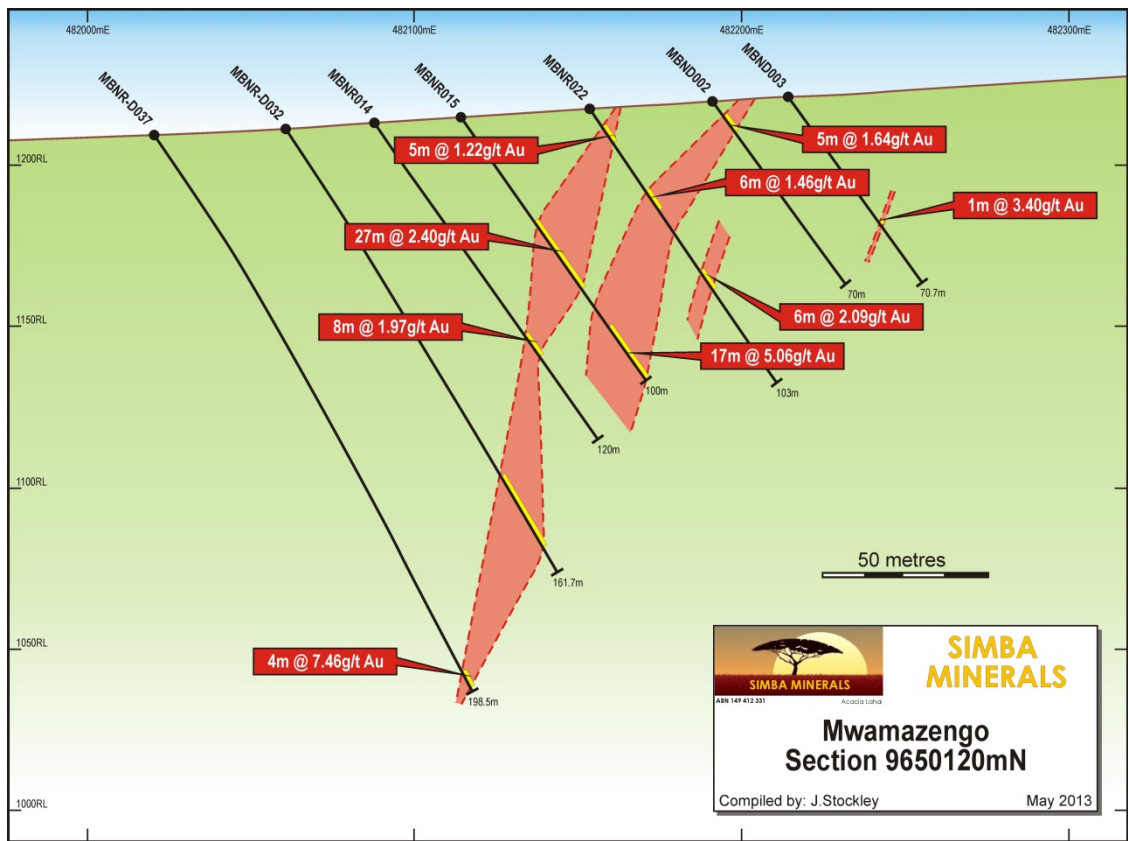 482000mE
482100mE
482200mE
482300mE
MBNR-D037
MBNR-D032
MBNR014
MBNR015
MBNR022
MBND002
MBND003
1200RL
5m @ 1.22g/t Au
5m @ 1.64g/t Au
6m @ 1.46g/t Au
1m @ 3.40g/t Au
27m @ 2.40g/t Au
70m
70.7m
1150RL
8m @ 1.97g/t Au
6m @ 2.09g/t Au
17m @ 5.06g/t Au
100m
103m
120m
1100RL
50 metres
161.7m
1050RL
4m @ 7.46g/t Au
198.5m
SIMBA MINERALS
ABN 149 412 331
Acacia Lahai
SIMBA
MINERALS
Mwamazengo
Section 9650120mN
Compiled by: J.Stockley
May 2013
1000RL